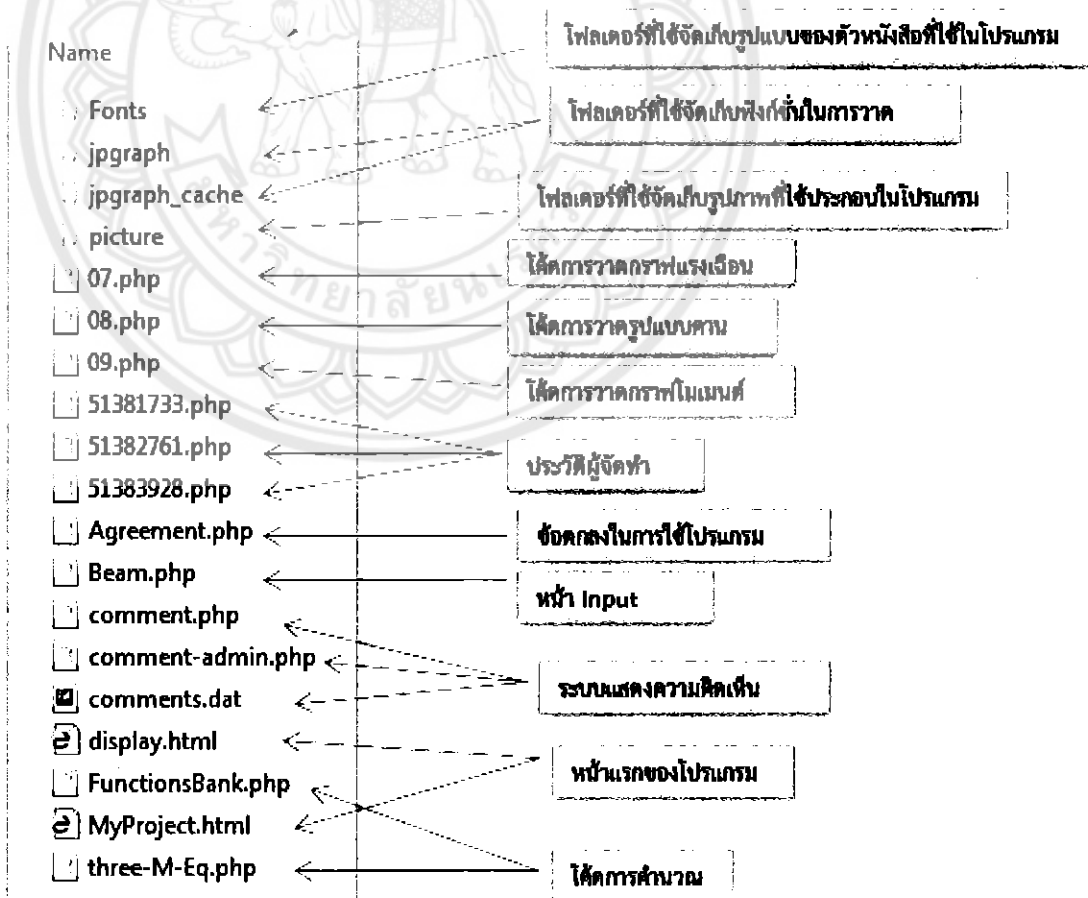 Name
Fonts
jpgraph
jpgraph_cache
picture
07.php
08.php
09.php
51381733.php
51382761.php
51383928.php
Agreement.php
Beam.php
comment.php
comment-admin.php
comments.dat
display.html
FunctionsBank.php
MyProject.html
three-M-Eq.php
โฟลเดอร์ที่ใช้จัดเก็บรูปแบบของตัวหนังสือที่ใช้ในโปรแกรม
โฟลเดอร์ที่ใช้จัดเก็บฟังก์ชั่นในการวาด
โฟลเดอร์ที่ใช้จัดเก็บรูปภาพที่ใช้ประกอบในโปรแกรม
โค้ดการวาดกราฟแรงเฉือน
โค้ดการวาดรูปแบบคาน
โค้ดการวาดกราฟโมเมนต์
ประวัติผู้จัดทำ
ข้อตกลงในการใช้โปรแกรม
หน้า Input
ระบบแสดงความคิดเห็น
หน้าแรกของโปรแกรม
โค้ดการคำนวณ